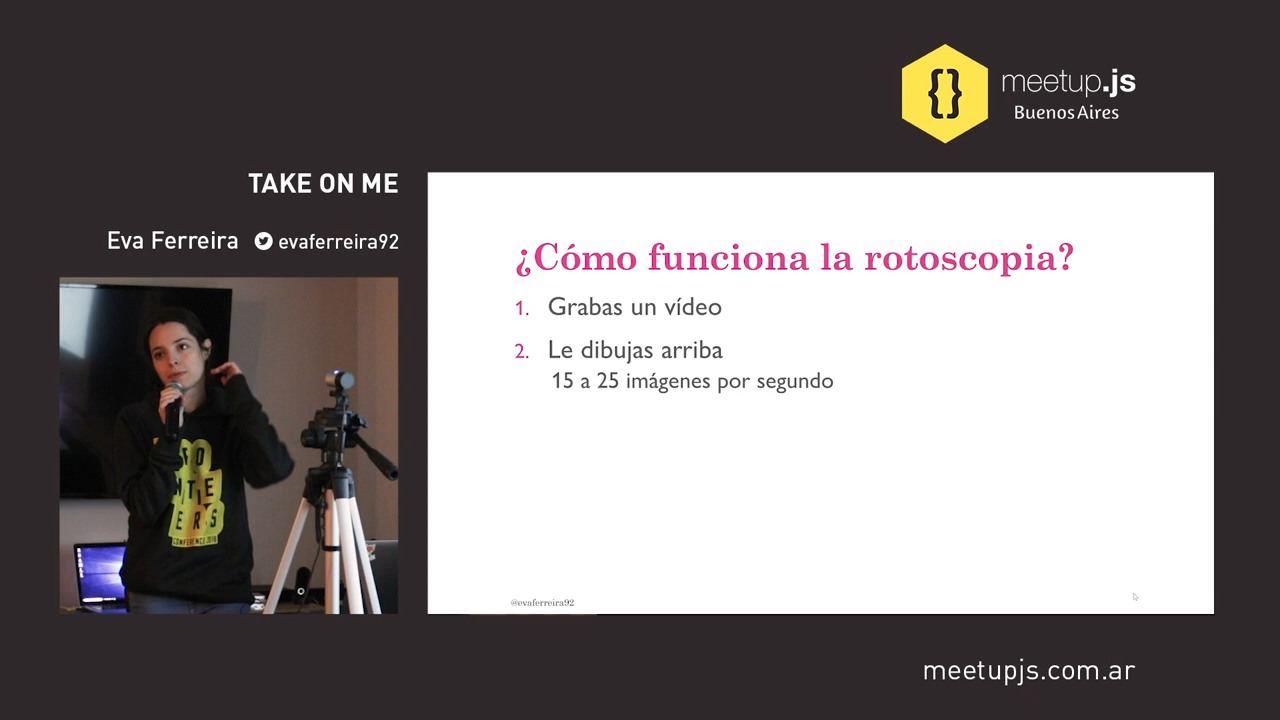 {} meetup.js
Buenos Aires
TAKE ON ME
Eva Ferreira evaferreira92
¿Cómo funciona la rotoscopia?
1. Grabas un vídeo
2. Le dibujas arriba
15 a 25 imágenes por segundo
@evaferreira92
meetupjs.com.ar